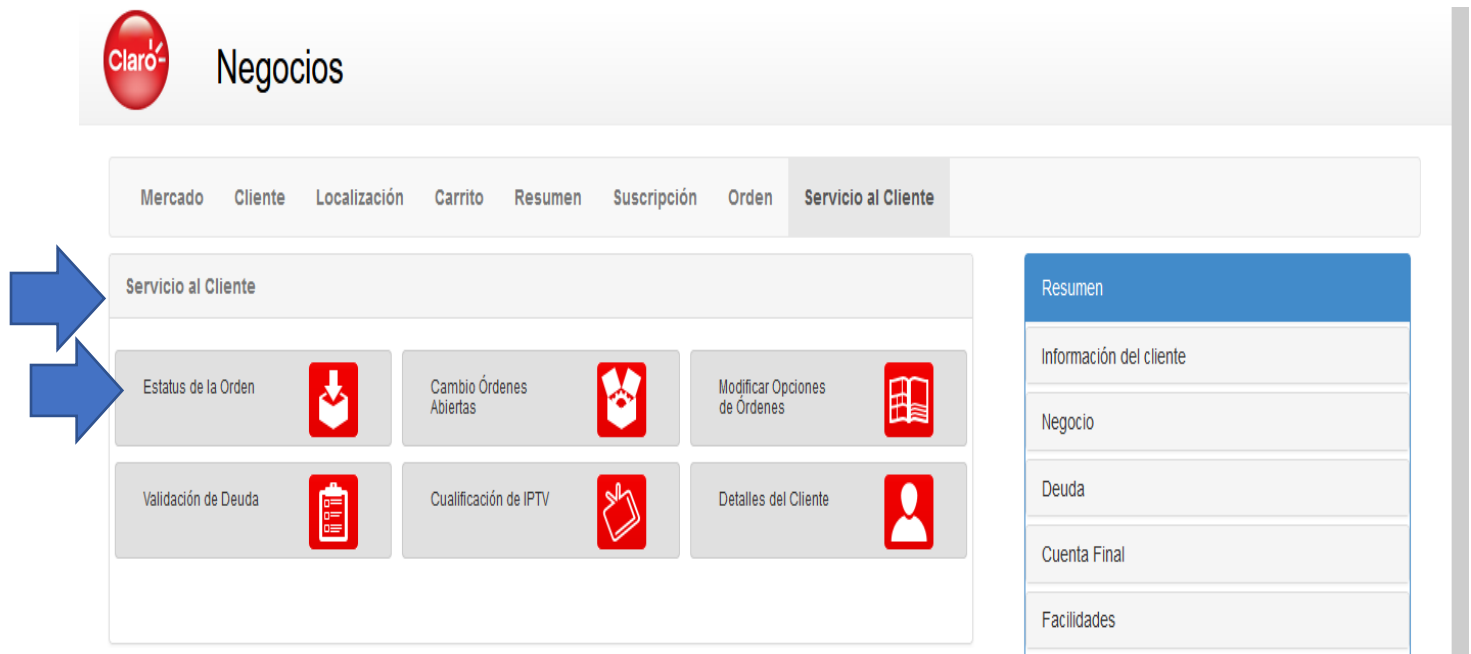 Claro-
Negocios
Mercado Cliente Localización Carrito Resumen Suscripción Orden Servicio al Cliente
Servicio al Cliente
Estatus de la Orden
Cambio Órdenes
Abiertas
Modificar Opciones
de Órdenes
Validación de Deuda
Cualificación de IPTV
Detalles del Cliente
Resumen
Información del cliente
Negocio
Deuda
Cuenta Final
Facilidades